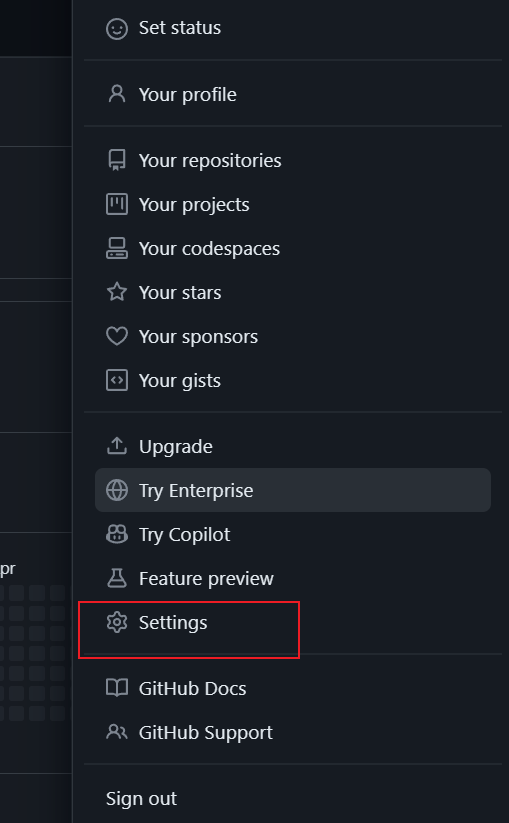 Set status
Your profile
Your repositories
Your projects
Your codespaces
Your stars
Your sponsors
Your gists
Upgrade
Try Enterprise
Try Copilot
pr
Feature preview
Settings
GitHub Docs
GitHub Support
Sign out